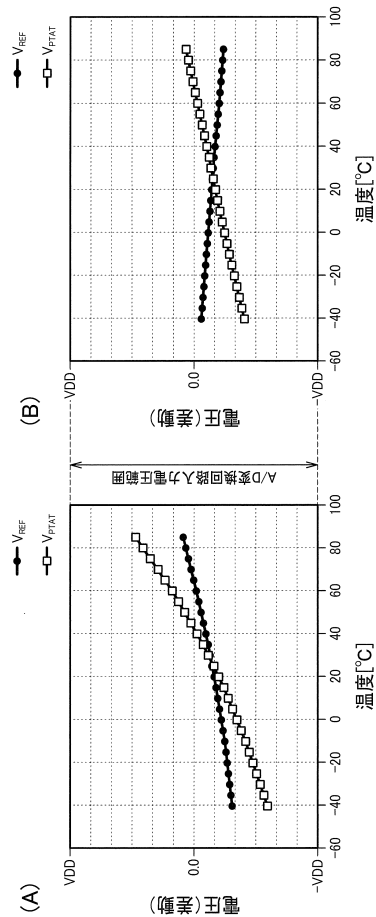 (A)
V_REF
V_PTAT
電圧(差動)
VDD
0.0
−VDD
−60
−40
−20
0
20
40
60
80
100
温度[℃]
A/D変換回路入力電圧範囲
(B)
V_REF
V_PTAT
電圧(差動)
VDD
0.0
−VDD
−60
−40
−20
0
20
40
60
80
100
温度[℃]